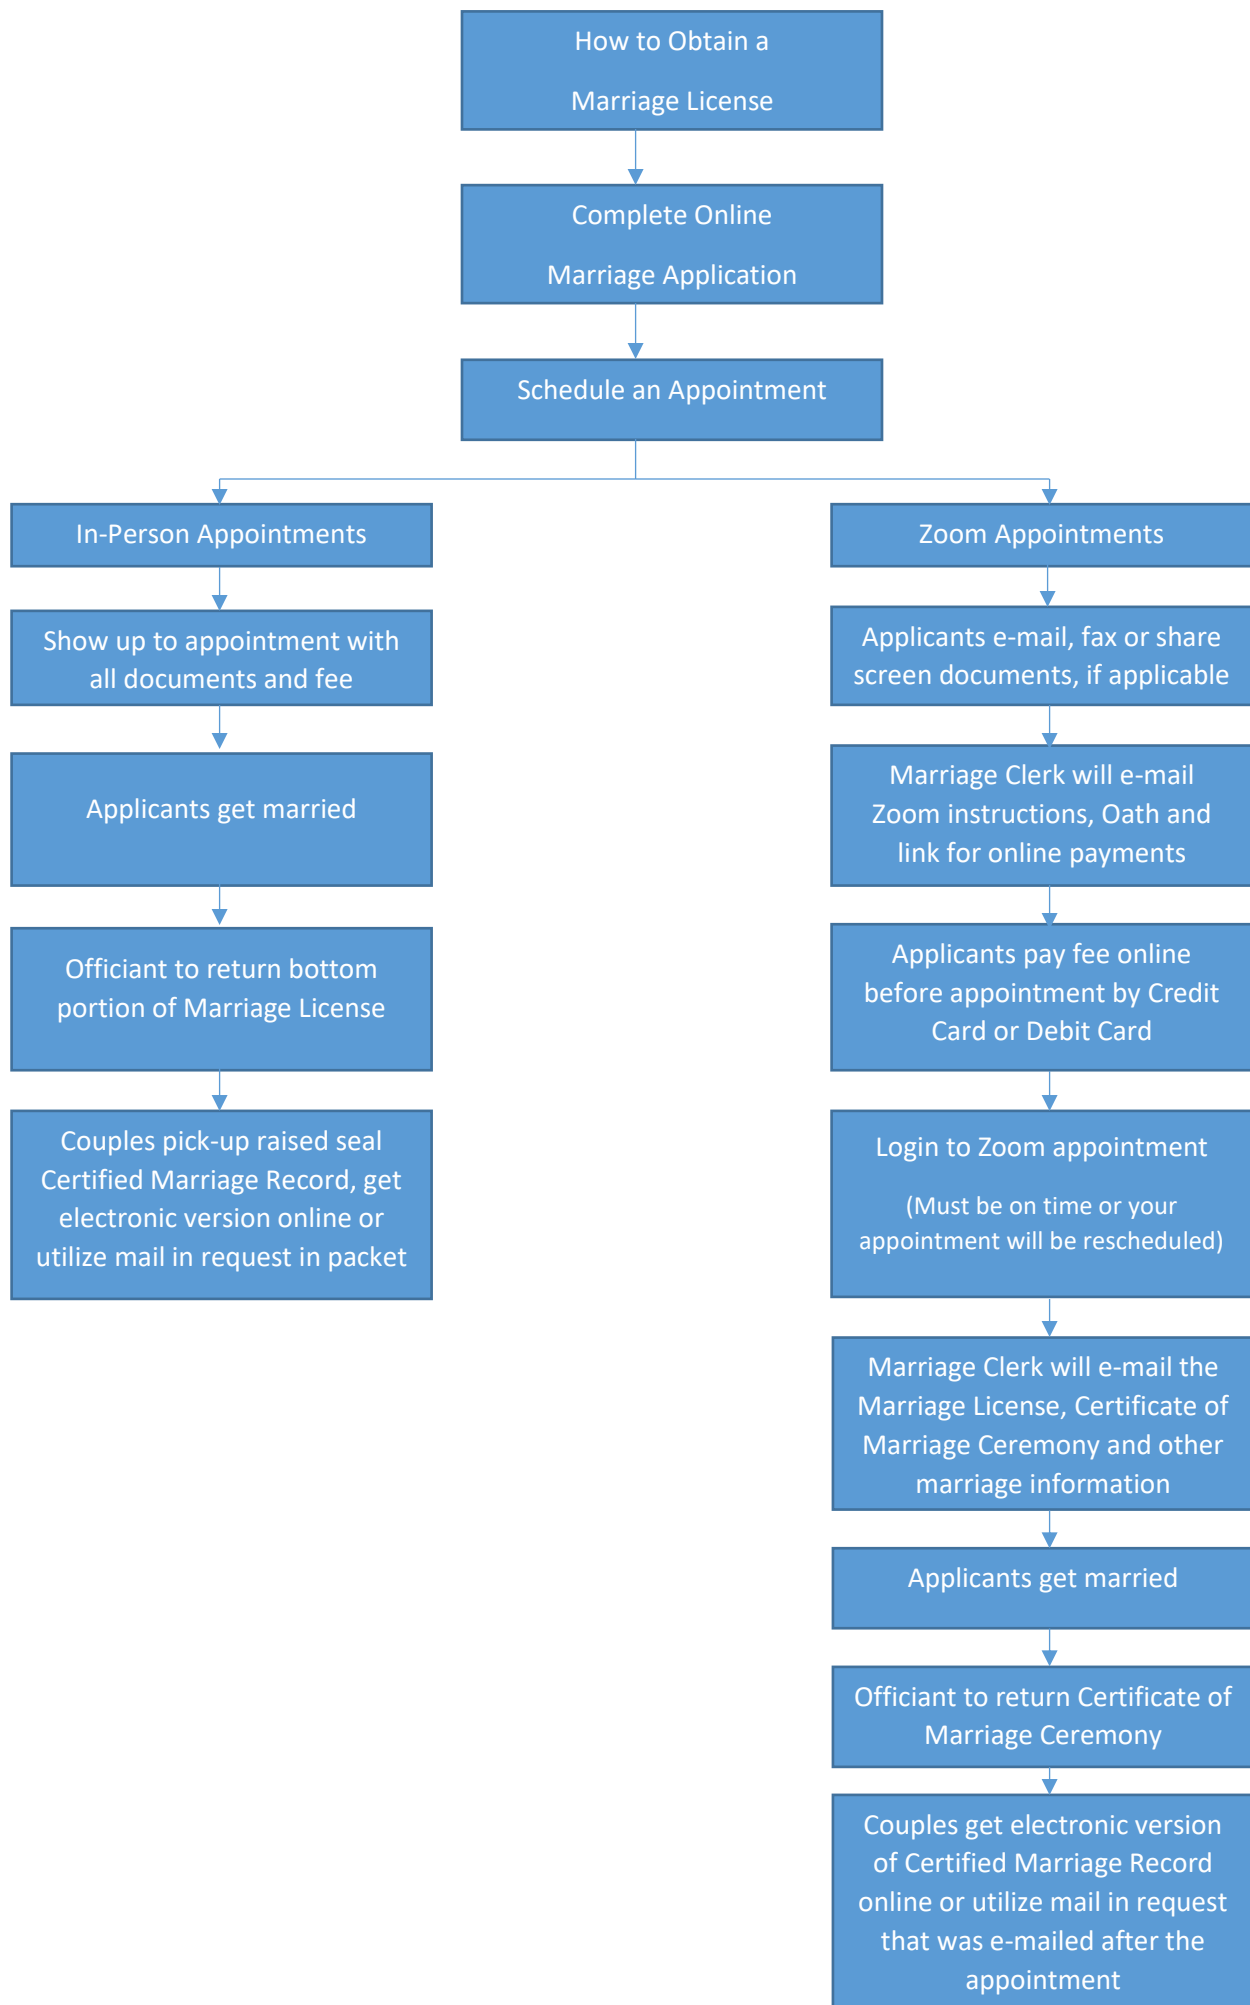 How to Obtain a
Marriage License
Complete Online
Marriage Application
Schedule an Appointment
In-Person Appointments
Show up to appointment with
all documents and fee
Applicants get married
Officiant to return bottom
portion of Marriage License
Couples pick-up raised seal
Certified Marriage Record, get
electronic version online or
utilize mail in request in packet
Zoom Appointments
Applicants e-mail, fax or share
screen documents, if applicable
Marriage Clerk will e-mail
Zoom instructions, Oath and
link for online payments
Applicants pay fee online
before appointment by Credit
Card or Debit Card
Login to Zoom appointment
(Must be on time or your
appointment will be rescheduled)
Marriage Clerk will e-mail the
Marriage License, Certificate of
Marriage Ceremony and other
marriage information
Applicants get married
Officiant to return Certificate of
Marriage Ceremony
Couples get electronic version
of Certified Marriage Record
online or utilize mail in request
that was e-mailed after the
appointment